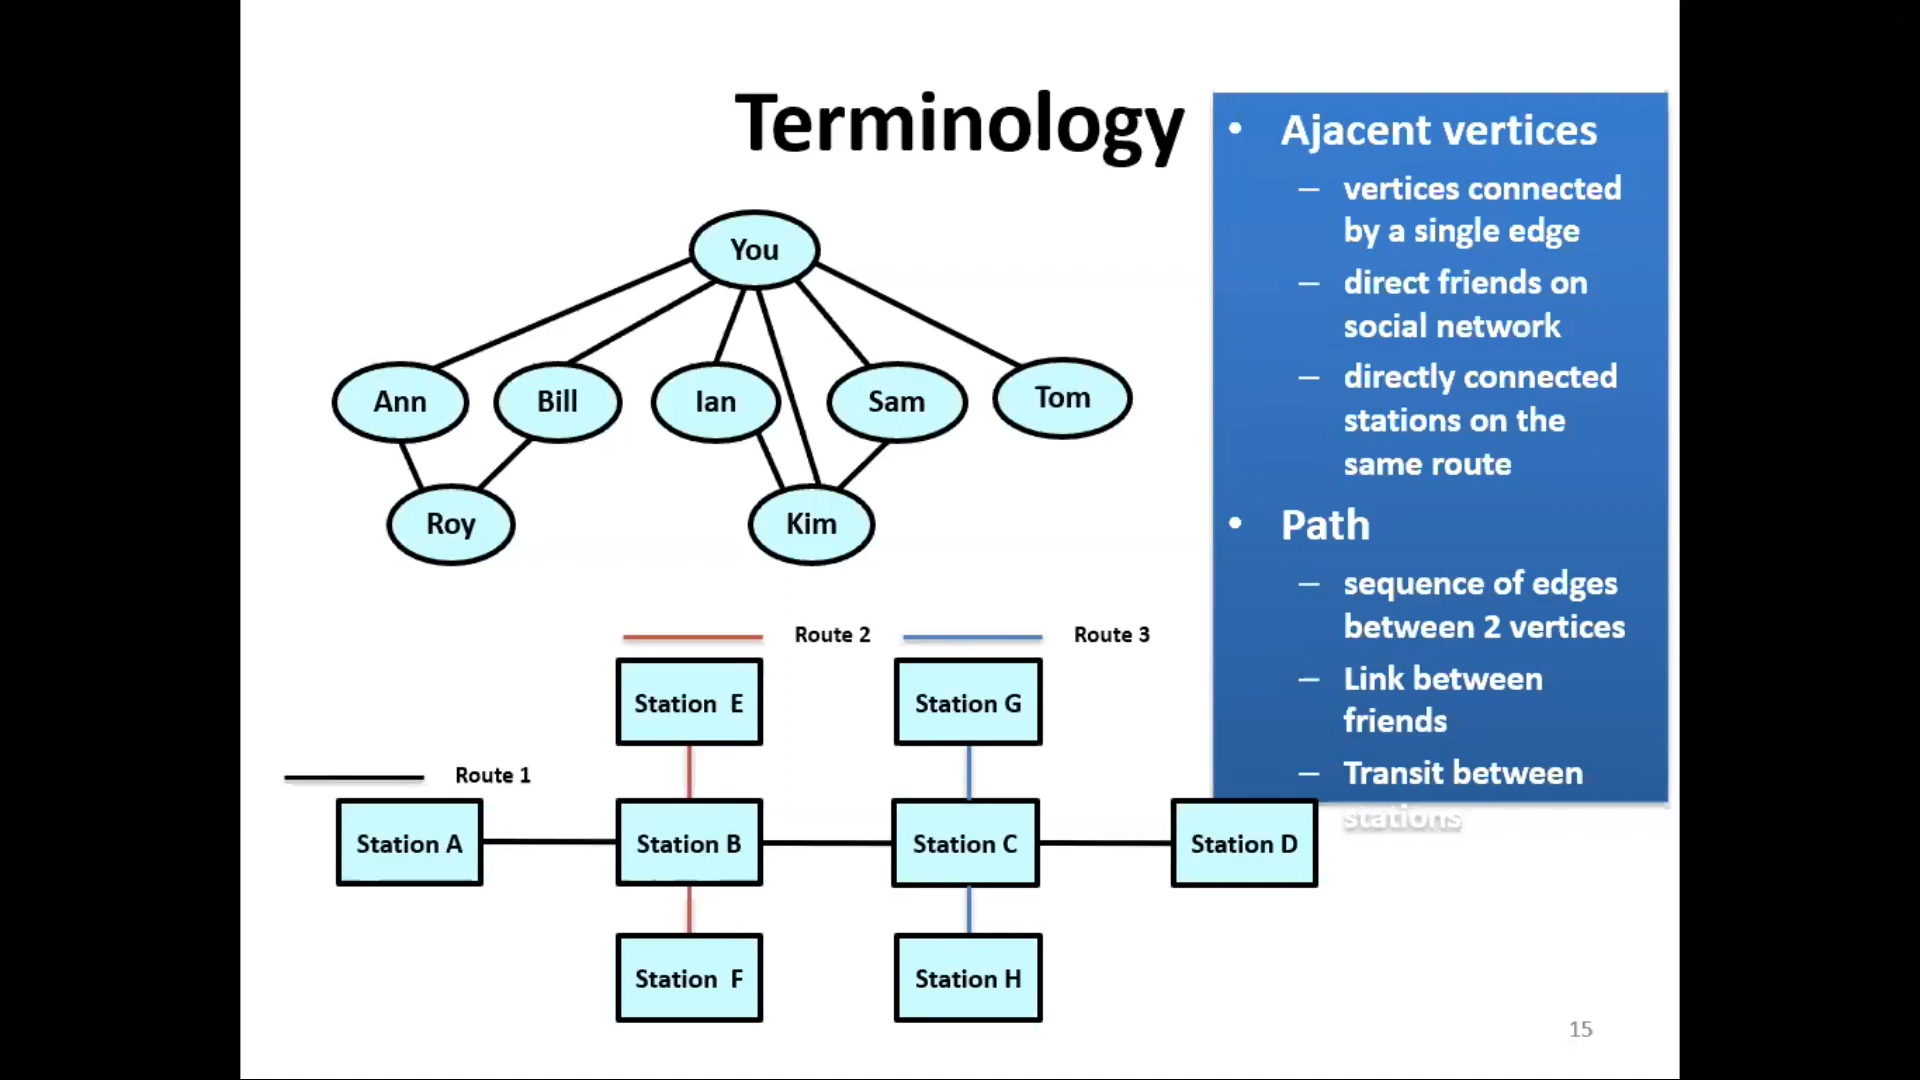 Terminology
You
Ann
Bill
Ian
Sam
Tom
Roy
Kim
• Ajacent vertices
– vertices connected
by a single edge
– direct friends on
social network
– directly connected
stations on the
same route
• Path
– sequence of edges
between 2 vertices
– Link between
friends
– Transit between
stations
Route 2
Route 3
Station E
Station G
Route 1
Station A
Station B
Station C
Station D
Station F
Station H
15